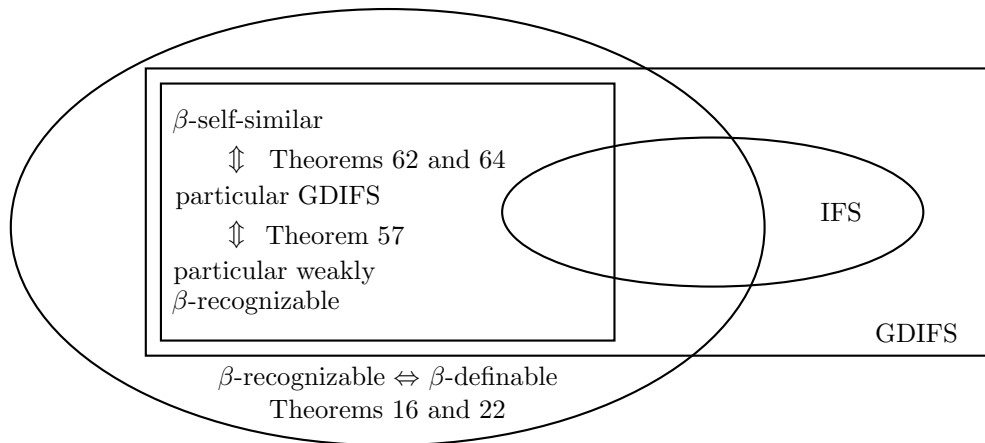 β-self-similar
⇕ Theorems 62 and 64
particular GDIFS
⇕ Theorem 57
particular weakly
β-recognizable
IFS
GDIFS
β-recognizable ⇔ β-definable
Theorems 16 and 22